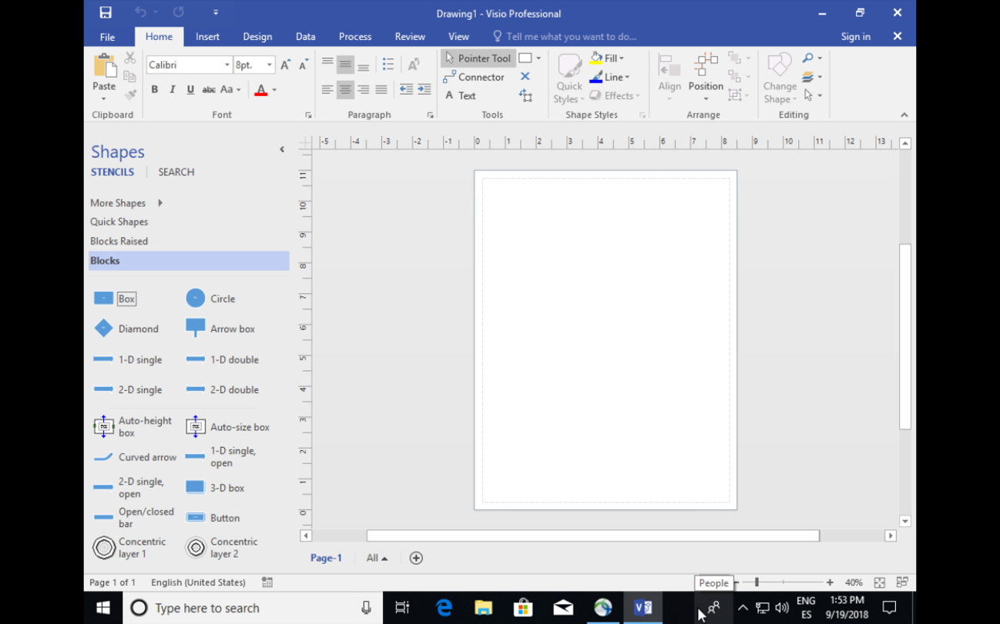 Drawing1 - Visio Professional
File Home Insert Design Data Process Review View Tell me what you want to do... Sign in
Paste
Clipboard
Calibri 8pt. A A
B I U abc Aa A
Font
A
Paragraph
Pointer Tool
Connector
A Text
Tools
Quick Styles
Fill
Line
Effects
Shape Styles
Align
Position
Arrange
Change Shape
Editing
Shapes
STENCILS SEARCH
More Shapes
Quick Shapes
Blocks Raised
Blocks
Box Circle
Diamond Arrow box
1-D single 1-D double
2-D single 2-D double
Auto-height box Auto-size box
Curved arrow 1-D single, open
2-D single, open 3-D box
Open/closed bar Button
Concentric layer 1 Concentric layer 2
-5 -4 -3 -2 -1 0 1 2 3 4 5 6 7 8 9 10 11 12 13
11
10
9
8
7
6
5
4
3
2
1
0
Page-1 All
Page 1 of 1 English (United States) 40%
People
Type here to search
ENG
ES
1:53 PM
9/19/2018